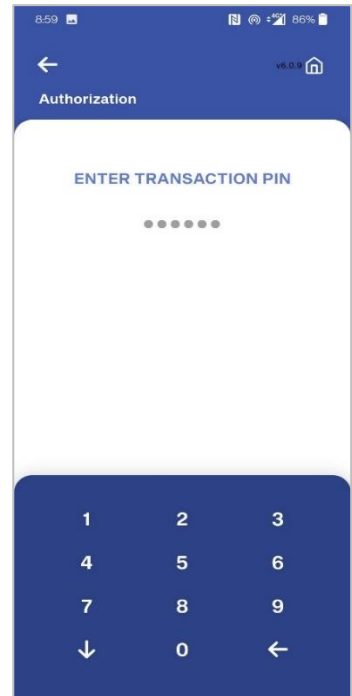 8:59 86%
v6.0.9
Authorization
ENTER TRANSACTION PIN
1 2 3
4 5 6
7 8 9
0